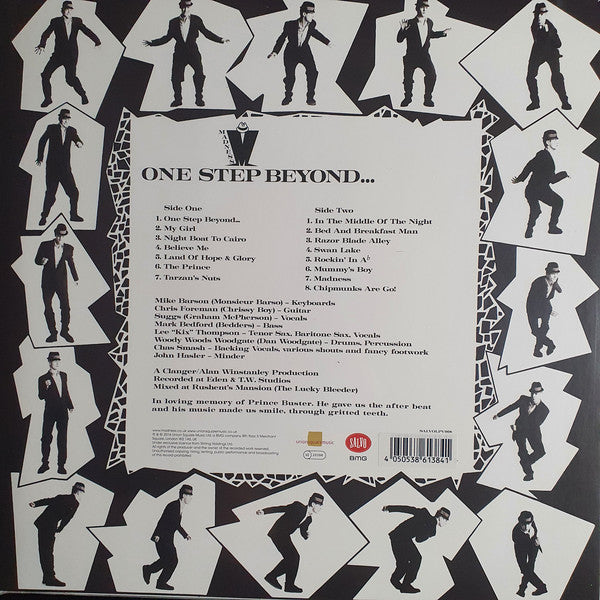 MADNESS
ONE STEP BEYOND...
Side One
1. One Step Beyond...
2. My Girl
3. Night Boat To Cairo
4. Believe Me
5. Land Of Hope & Glory
6. The Prince
7. Tarzan's Nuts
Side Two
1. In The Middle Of The Night
2. Bed And Breakfast Man
3. Razor Blade Alley
4. Swan Lake
5. Rockin' In A♭
6. Mummy's Boy
7. Madness
8. Chipmunks Are Go!
Mike Barson (Monsieur Barso) – Keyboards
Chris Foreman (Chrissy Boy) – Guitar
Suggs (Graham McPherson) – Vocals
Mark Bedford (Bedders) – Bass
Lee "Kix" Thompson – Tenor Sax, Baritone Sax, Vocals
Woody Woods Woodgate (Dan Woodgate) – Drums, Percussion
Chas Smash – Backing Vocals, various shouts and fancy footwork
John Hasler – Minder
A Clanger/Alan Winstanley Production
Recorded at Eden & T.W. Studios
Mixed at Rushent's Mansion (The Lucky Bleeder)
In loving memory of Prince Buster. He gave us the after beat
and his music made us smile, through gritted teeth.
SALVO
BMG
4 050538 613841